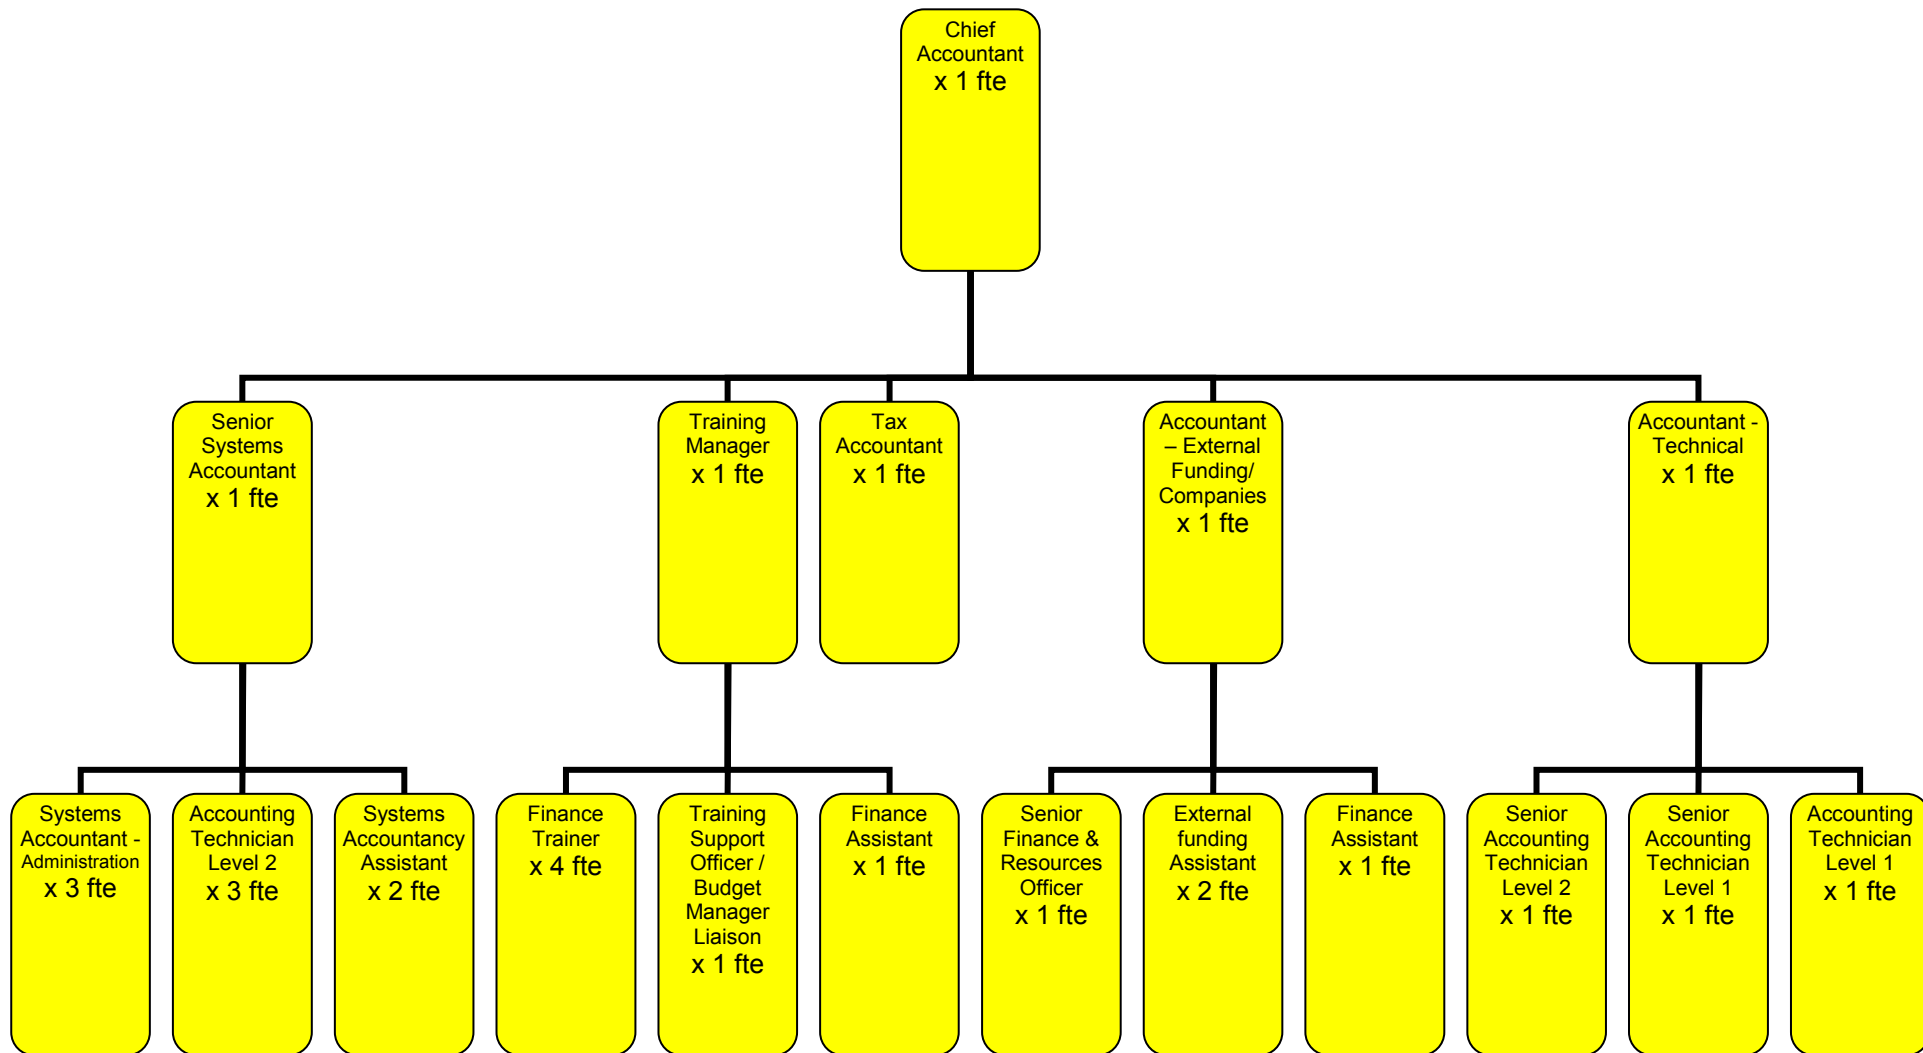 Chief
Accountant
x 1 fte
Senior
Systems
Accountant
x 1 fte
Training
Manager
x 1 fte
Tax
Accountant
x 1 fte
Accountant
– External
Funding/
Companies
x 1 fte
Accountant -
Technical
x 1 fte
Systems
Accountant -
Administration
x 3 fte
Accounting
Technician
Level 2
x 3 fte
Systems
Accountancy
Assistant
x 2 fte
Finance
Trainer
x 4 fte
Training
Support
Officer /
Budget
Manager
Liaison
x 1 fte
Finance
Assistant
x 1 fte
Senior
Finance &
Resources
Officer
x 1 fte
External
funding
Assistant
x 2 fte
Finance
Assistant
x 1 fte
Senior
Accounting
Technician
Level 2
x 1 fte
Senior
Accounting
Technician
Level 1
x 1 fte
Accounting
Technician
Level 1
x 1 fte